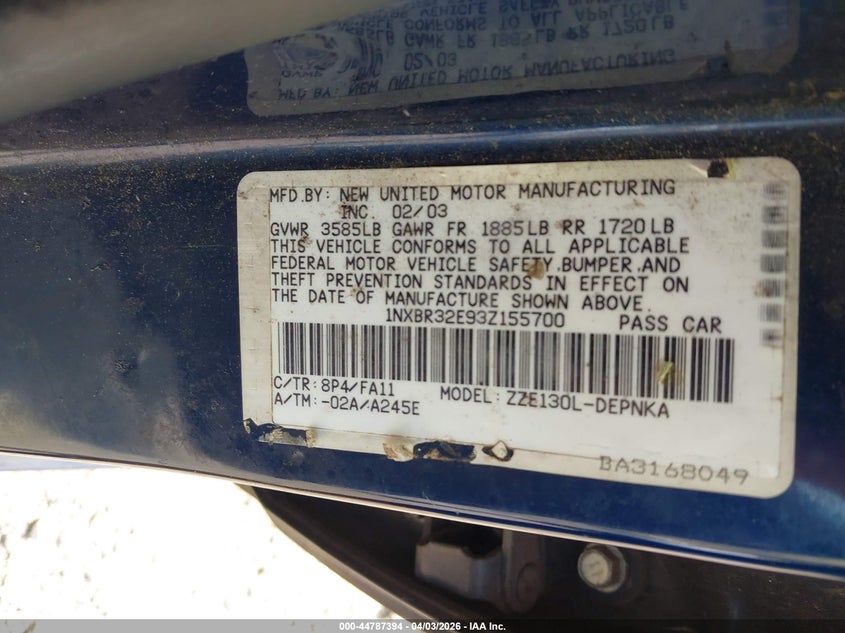 MFD.BY: NEW UNITED MOTOR MANUFACTURING
INC. 02/03
GVWR 3585LB GAWR FR 1885LB RR 1720LB
THIS VEHICLE CONFORMS TO ALL APPLICABLE
FEDERAL MOTOR VEHICLE SAFETY,BUMPER,AND
THEFT PREVENTION STANDARDS IN EFFECT ON
THE DATE OF MANUFACTURE SHOWN ABOVE.
1NXBR32E93Z155700 PASS CAR
C/TR: 8P4/FA11 MODEL: ZZE130L-DEPNKA
A/TM: -02A/A245E
BA3168049
000-44787394 - 04/03/2026 - IAA Inc.